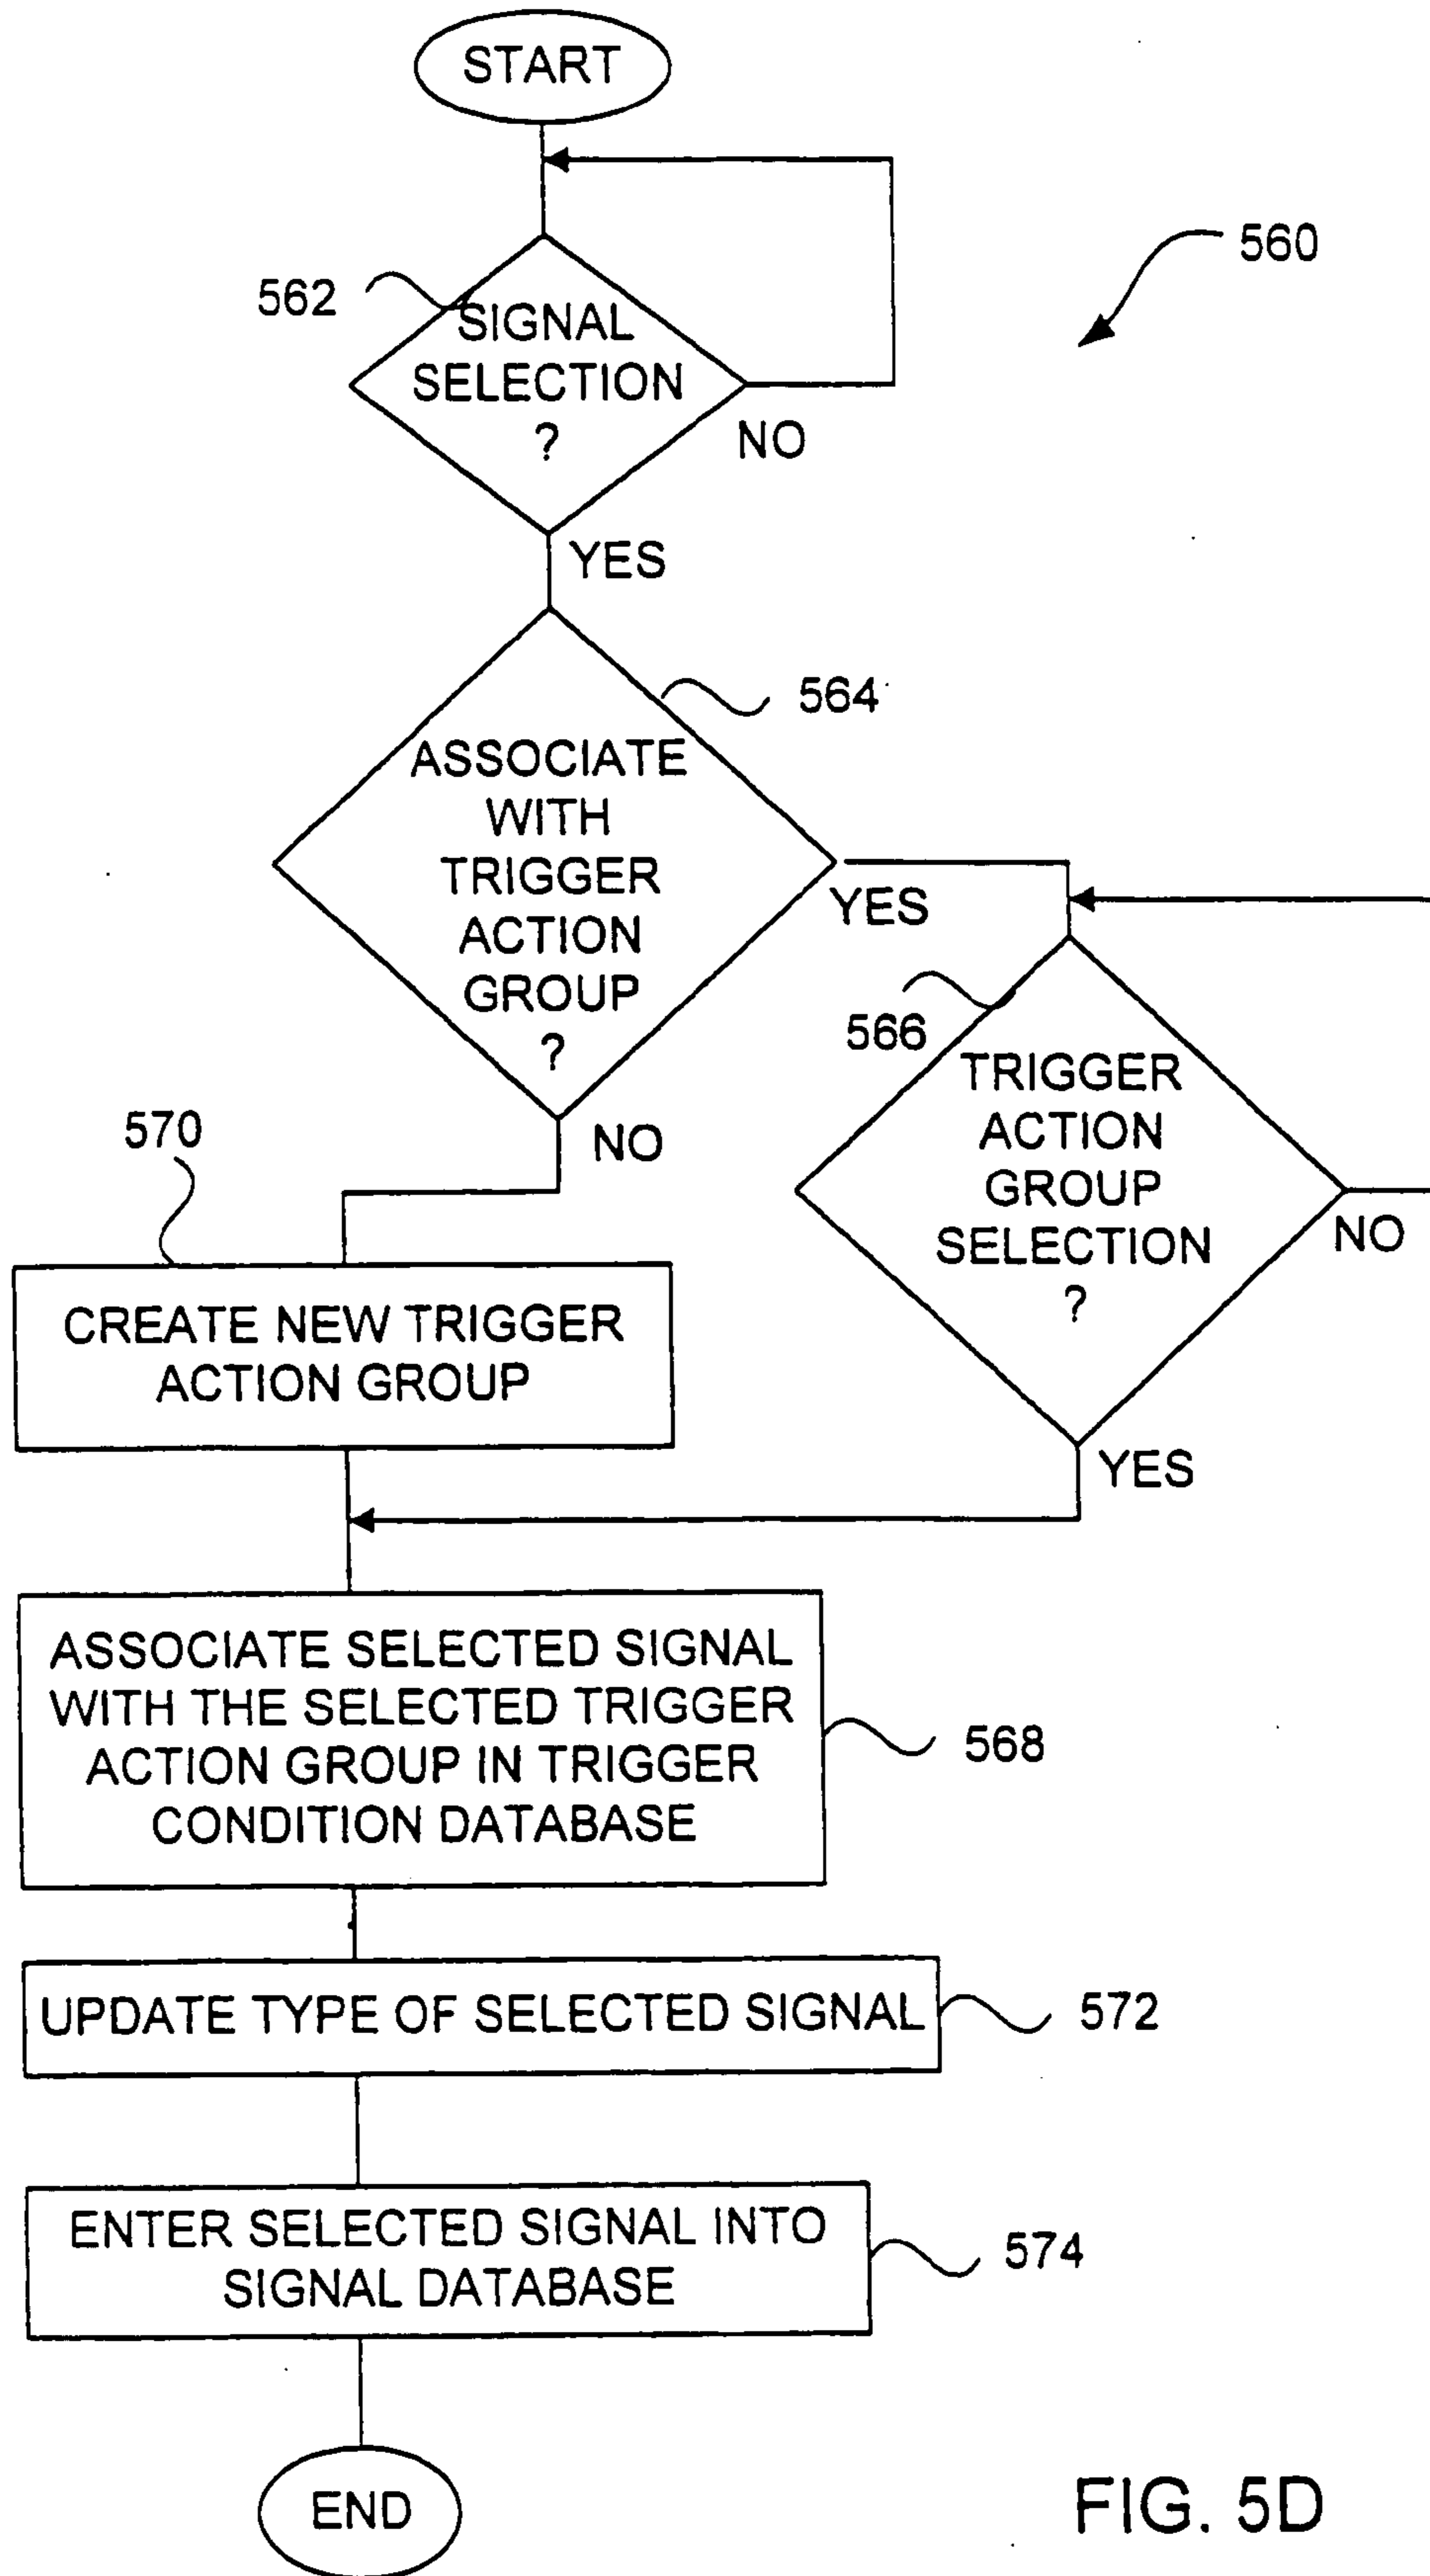 START
560
562
SIGNAL
SELECTION
?
NO
YES
564
ASSOCIATE
WITH
TRIGGER
ACTION
GROUP
?
YES
NO
566
TRIGGER
ACTION
GROUP
SELECTION
?
NO
YES
570
CREATE NEW TRIGGER
ACTION GROUP
ASSOCIATE SELECTED SIGNAL
WITH THE SELECTED TRIGGER
ACTION GROUP IN TRIGGER
CONDITION DATABASE
568
UPDATE TYPE OF SELECTED SIGNAL
572
ENTER SELECTED SIGNAL INTO
SIGNAL DATABASE
574
END
FIG. 5D